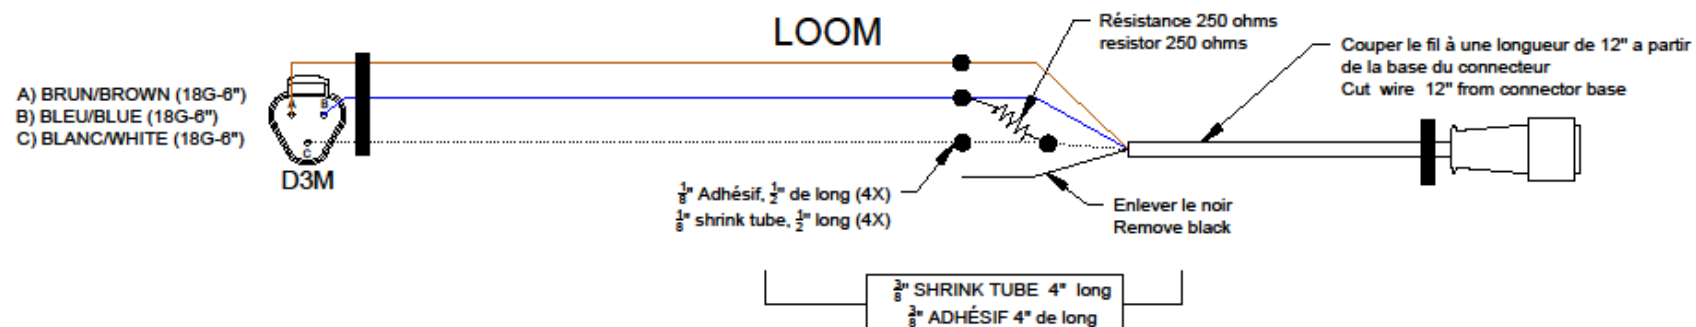 LOOM
Résistance 250 ohms
resistor 250 ohms
Couper le fil à une longueur de 12" a partir
de la base du connecteur
Cut wire 12" from connector base
A) BRUN/BROWN (18G-6")
B) BLEU/BLUE (18G-6")
C) BLANC/WHITE (18G-6")
A B
C
D3M
1/8" Adhésif, 1/2" de long (4X)
1/8" shrink tube, 1/2" long (4X)
Enlever le noir
Remove black
3/8" SHRINK TUBE 4" long
3/8" ADHÉSIF 4" de long